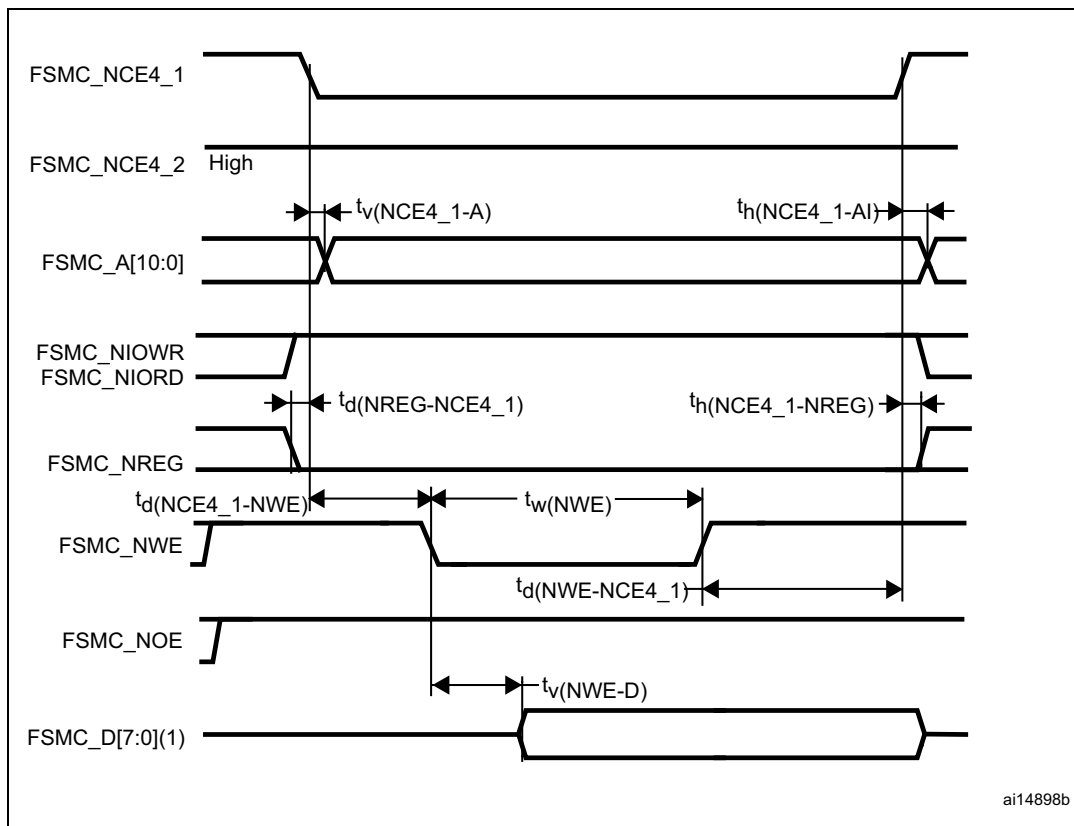 FSMC_NCE4_1
FSMC_NCE4_2 High
tv(NCE4_1-A) th(NCE4_1-AI)
FSMC_A[10:0]
FSMC_NIOWR
FSMC_NIORD
td(NREG-NCE4_1) th(NCE4_1-NREG)
FSMC_NREG
td(NCE4_1-NWE) tw(NWE)
FSMC_NWE
td(NWE-NCE4_1)
FSMC_NOE
tv(NWE-D)
FSMC_D[7:0](1)
ai14898b